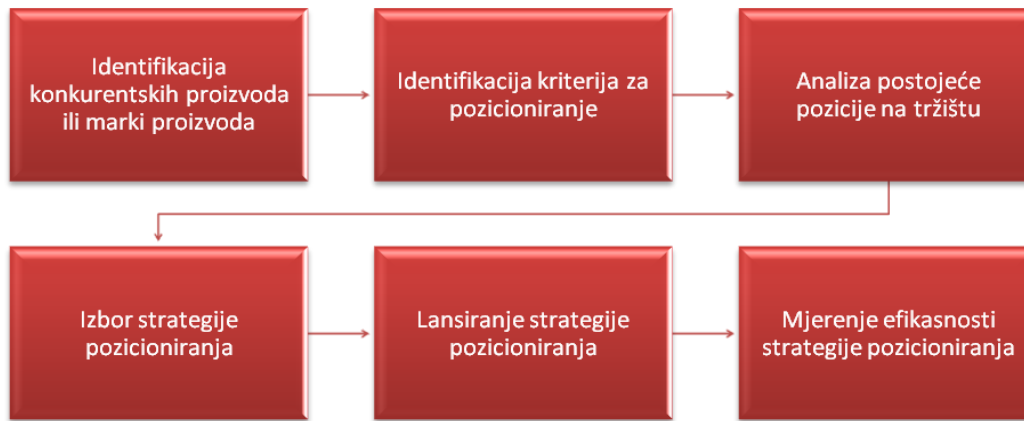 Identifikacija
konkurentskih proizvoda
ili marki proizvoda
Identifikacija kriterija za
pozicioniranje
Analiza postojeće
pozicije na tržištu
Izbor strategije
pozicioniranja
Lansiranje strategije
pozicioniranja
Mjerenje efikasnosti
strategije pozicioniranja